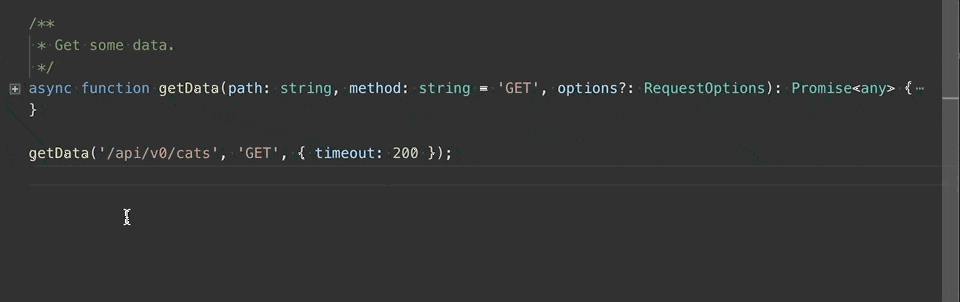 /**
 * Get some data.
 */
async function getData(path: string, method: string = 'GET', options?: RequestOptions): Promise<any> {⋯
}
getData('/api/v0/cats', 'GET', { timeout: 200 });